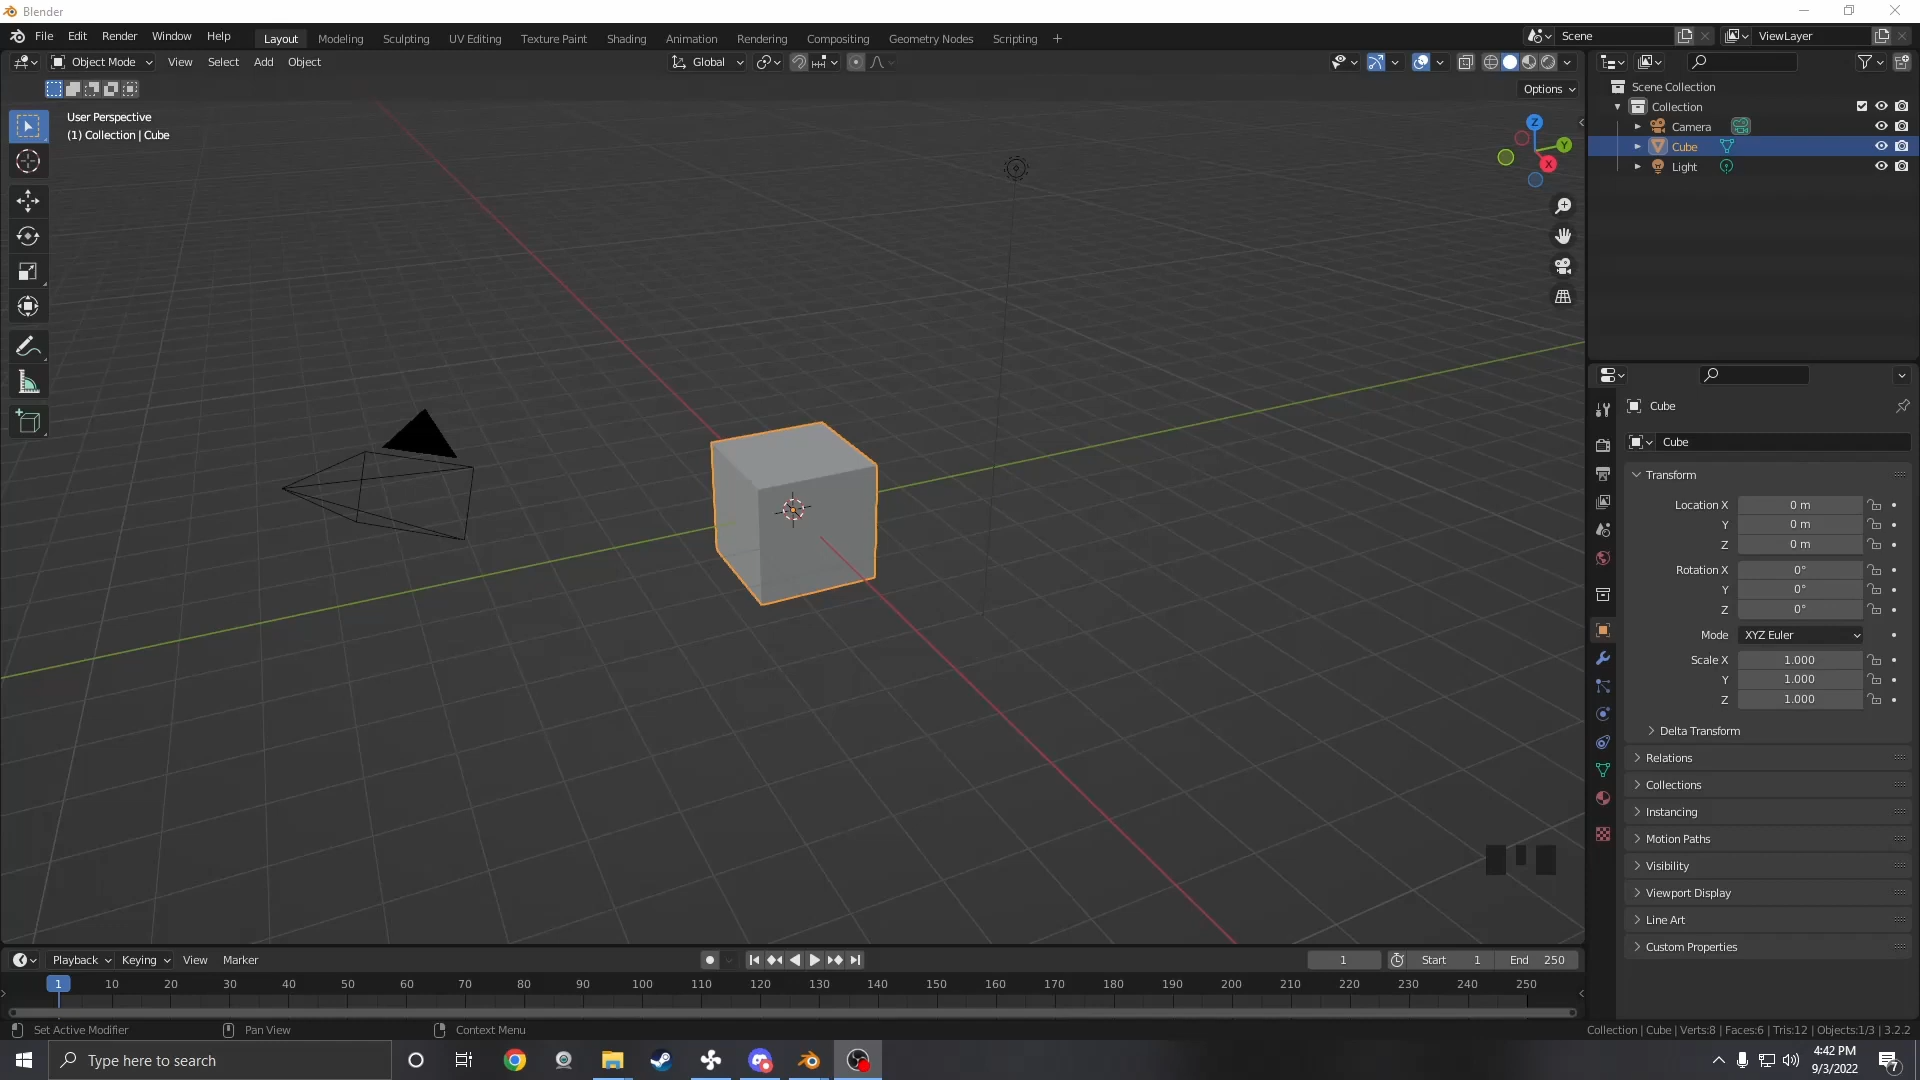 Blender
File Edit Render Window Help Layout Modeling Sculpting UV Editing Texture Paint Shading Animation Rendering Compositing Geometry Nodes Scripting + Scene ViewLayer
Object Mode View Select Add Object Global
Options
User Perspective
(1) Collection | Cube
Z
Y
X
Scene Collection
Collection
Camera
Cube
Light
Cube
Cube
Transform
Location X 0 m
Y 0 m
Z 0 m
Rotation X 0°
Y 0°
Z 0°
Mode XYZ Euler
Scale X 1.000
Y 1.000
Z 1.000
Delta Transform
Relations
Collections
Instancing
Motion Paths
Visibility
Viewport Display
Line Art
Custom Properties
Playback Keying View Marker 1 Start 1 End 250
1 10 20 30 40 50 60 70 80 90 100 110 120 130 140 150 160 170 180 190 200 210 220 230 240 250
Set Active Modifier Pan View Context Menu Collection | Cube | Verts:8 | Faces:6 | Tris:12 | Objects:1/3 | 3.2.2
Type here to search
4:42 PM
9/3/2022
7